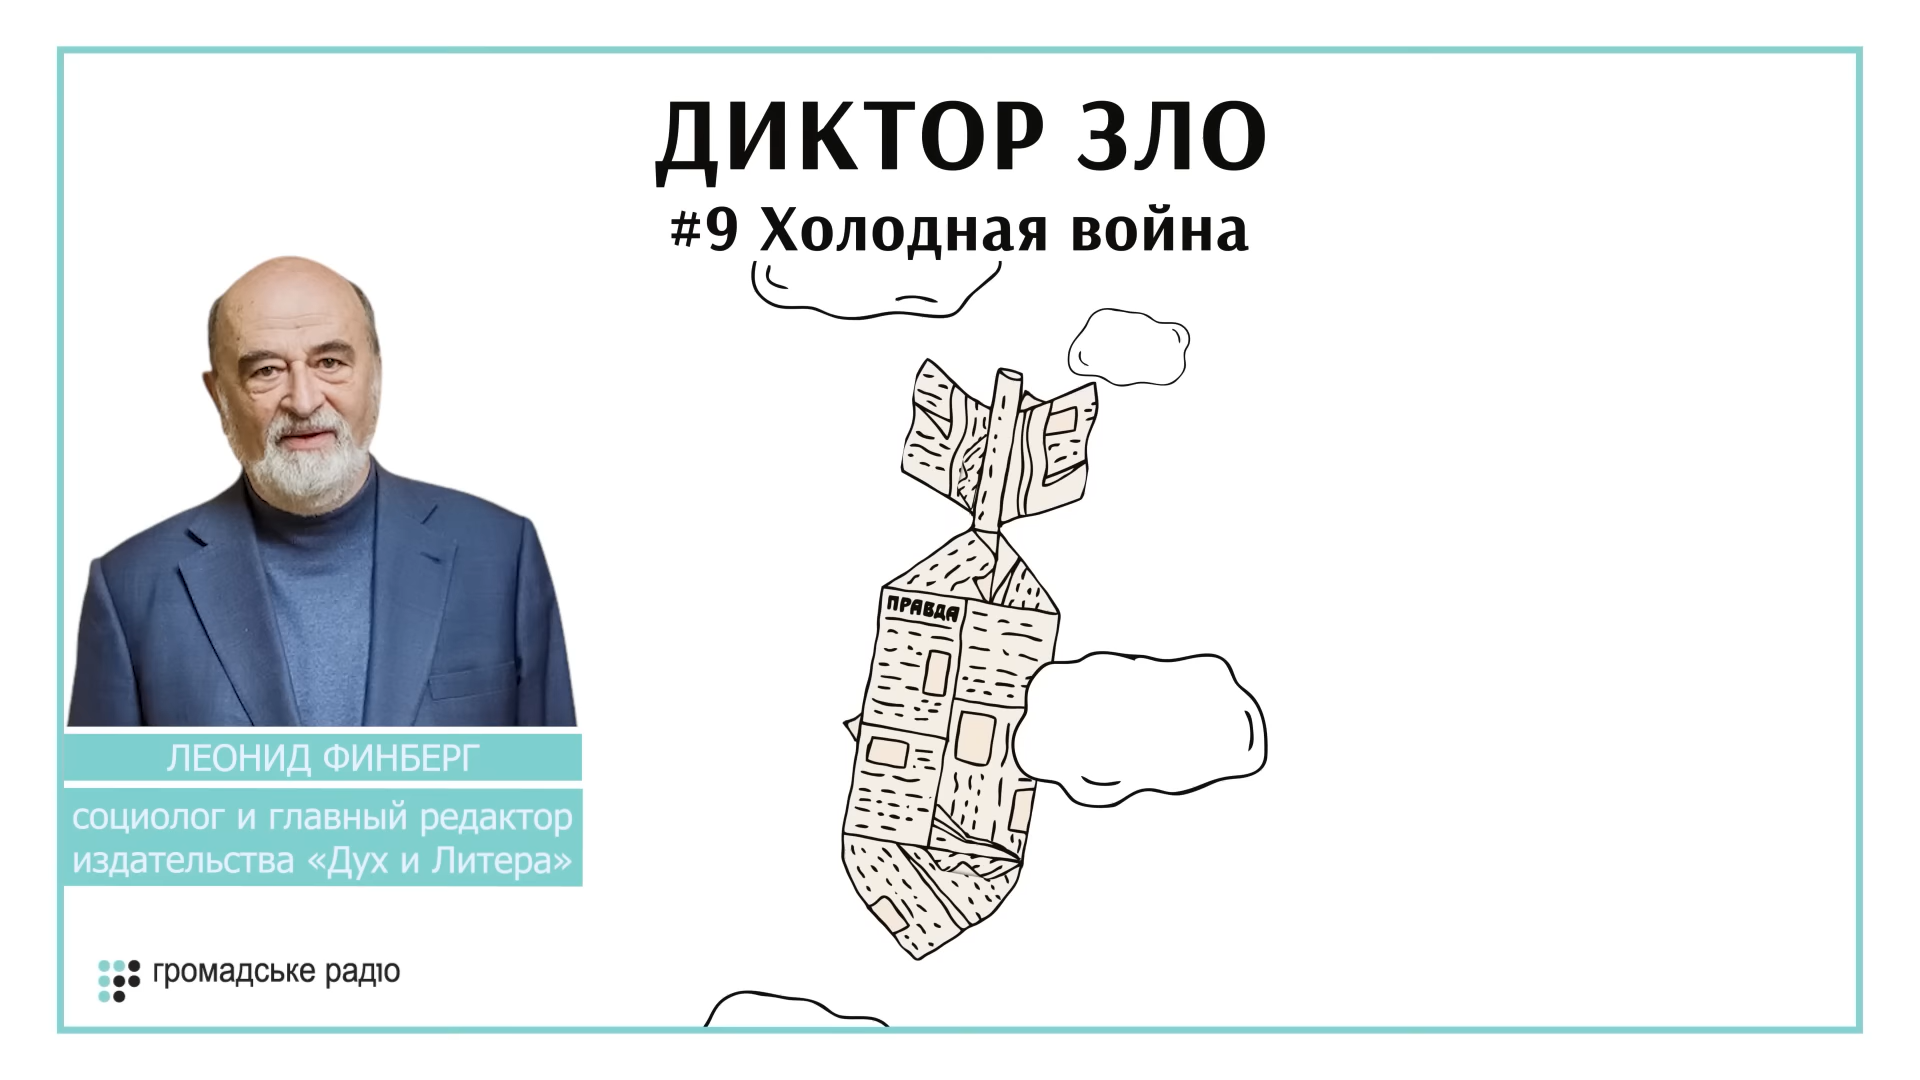 ДИКТОР ЗЛО
#9 Холодная война
ПРАВДА
ЛЕОНИД ФИНБЕРГ
социолог и главный редактор
издательства «Дух и Литера»
громадське радіо